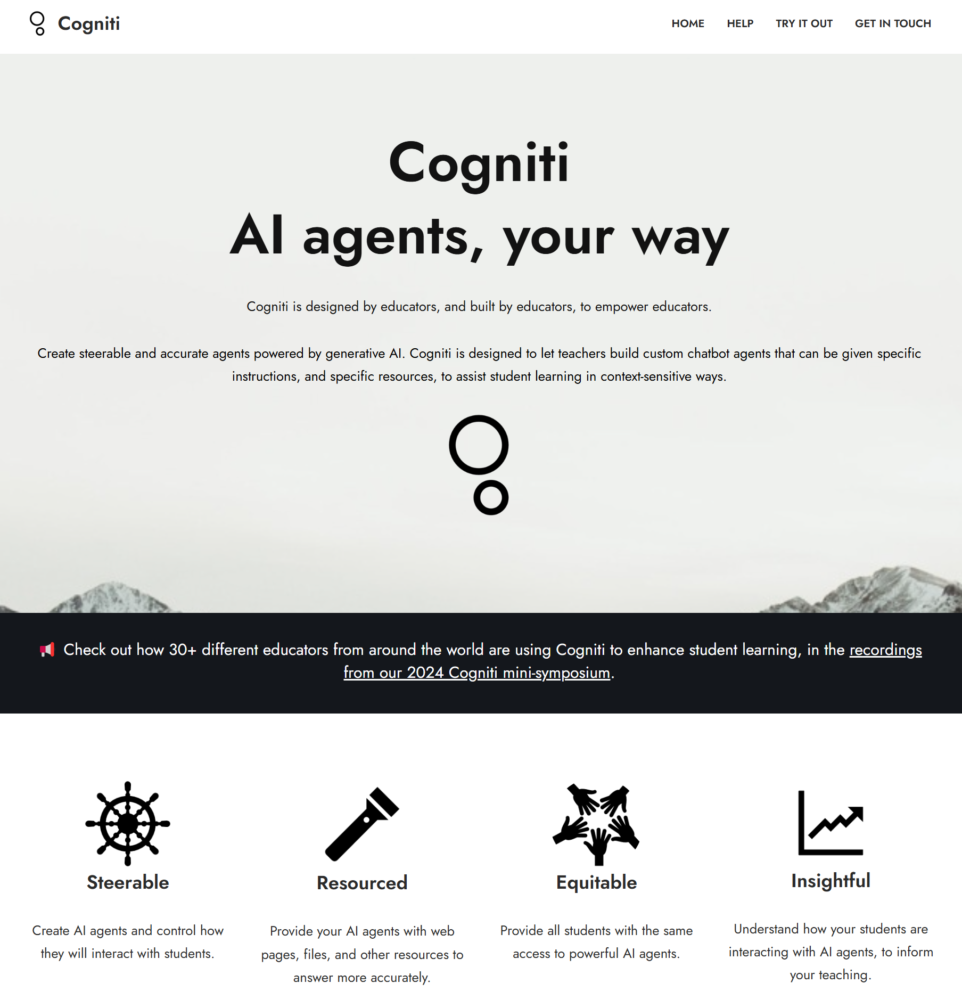 Cogniti
HOME
HELP
TRY IT OUT
GET IN TOUCH
Cogniti
AI agents, your way
Cogniti is designed by educators, and built by educators, to empower educators.
Create steerable and accurate agents powered by generative AI. Cogniti is designed to let teachers build custom chatbot agents that can be given specific
instructions, and specific resources, to assist student learning in context-sensitive ways.
Check out how 30+ different educators from around the world are using Cogniti to enhance student learning, in the recordings
from our 2024 Cogniti mini-symposium.
Steerable
Create AI agents and control how
they will interact with students.
Resourced
Provide your AI agents with web
pages, files, and other resources to
answer more accurately.
Equitable
Provide all students with the same
access to powerful AI agents.
Insightful
Understand how your students are
interacting with AI agents, to inform
your teaching.